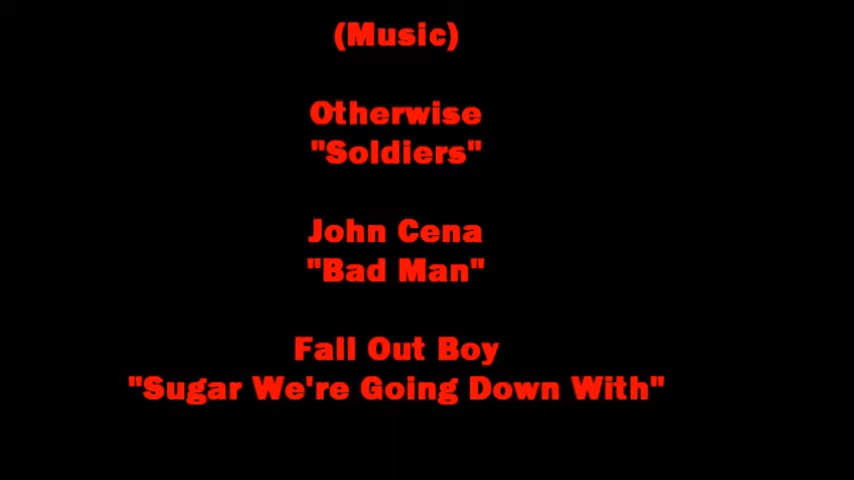 (Music)
Otherwise
"Soldiers"
John Cena
"Bad Man"
Fall Out Boy
"Sugar We're Going Down With"